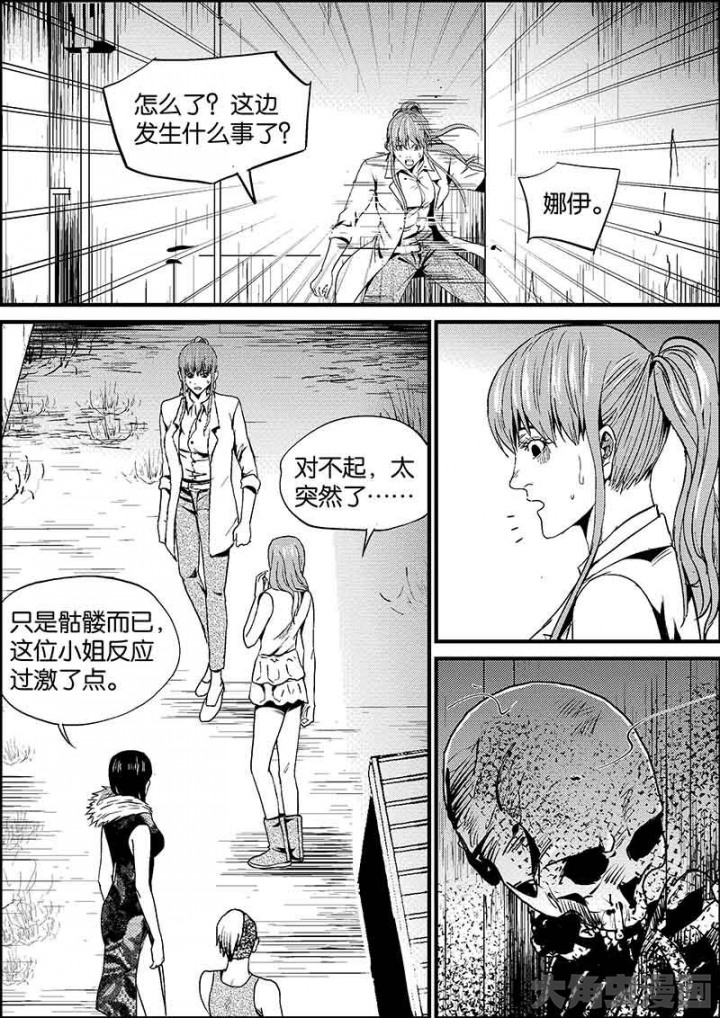 怎么了？这边
发生什么事了？
娜伊。
对不起，太
突然了……
只是骷髅而已，
这位小姐反应
过激了点。
大角虫漫画